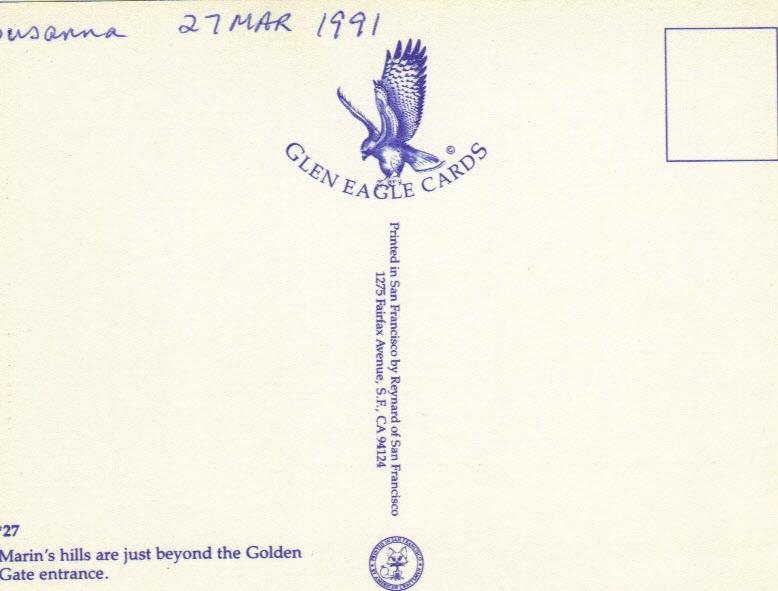 Susanna 27 MAR 1991
GLEN EAGLE CARDS ©
Printed in San Francisco by Reynard of San Francisco
1275 Fairfax Avenue, S.F., CA 94124
#27
Marin's hills are just beyond the Golden
Gate entrance.